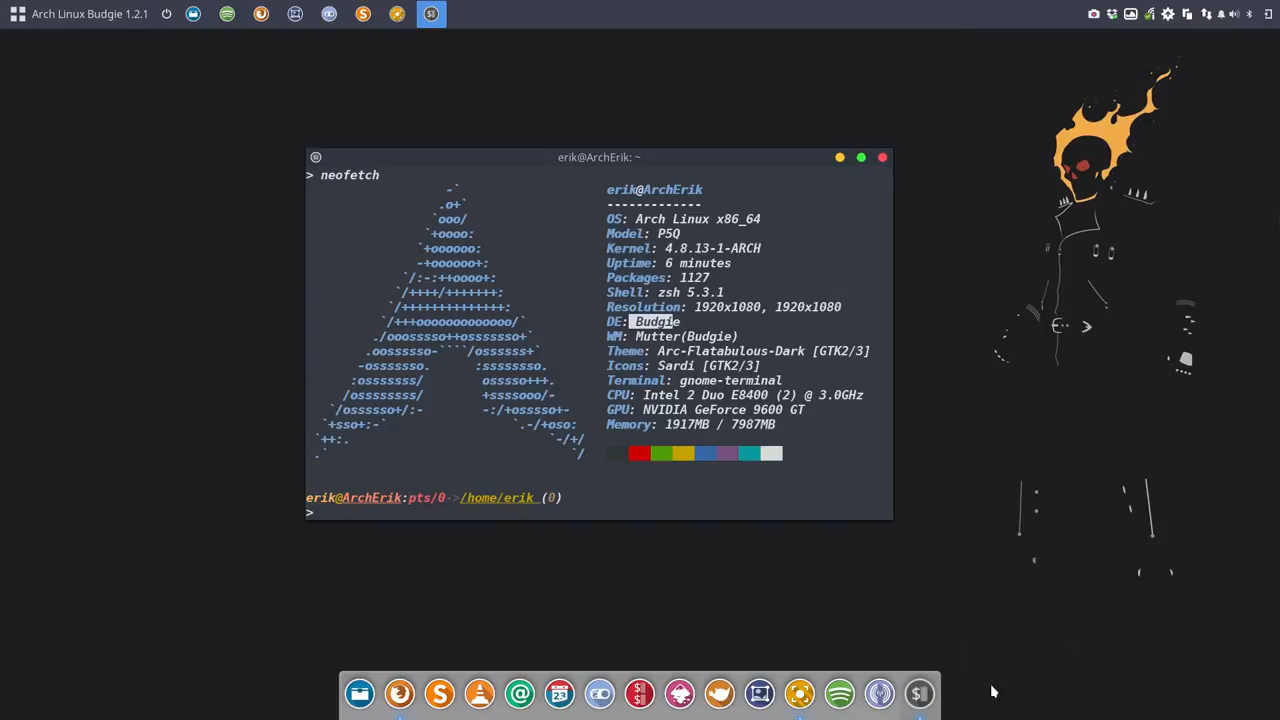 Arch Linux Budgie 1.2.1
erik@ArchErik: ~
> neofetch
erik@ArchErik
-------------
OS: Arch Linux x86_64
Model: P5Q
Kernel: 4.8.13-1-ARCH
Uptime: 6 minutes
Packages: 1127
Shell: zsh 5.3.1
Resolution: 1920x1080, 1920x1080
DE: Budgie
WM: Mutter(Budgie)
Theme: Arc-Flatabulous-Dark [GTK2/3]
Icons: Sardi [GTK2/3]
Terminal: gnome-terminal
CPU: Intel 2 Duo E8400 (2) @ 3.0GHz
GPU: NVIDIA GeForce 9600 GT
Memory: 1917MB / 7987MB
erik@ArchErik:pts/0->/home/erik (0)
>
23